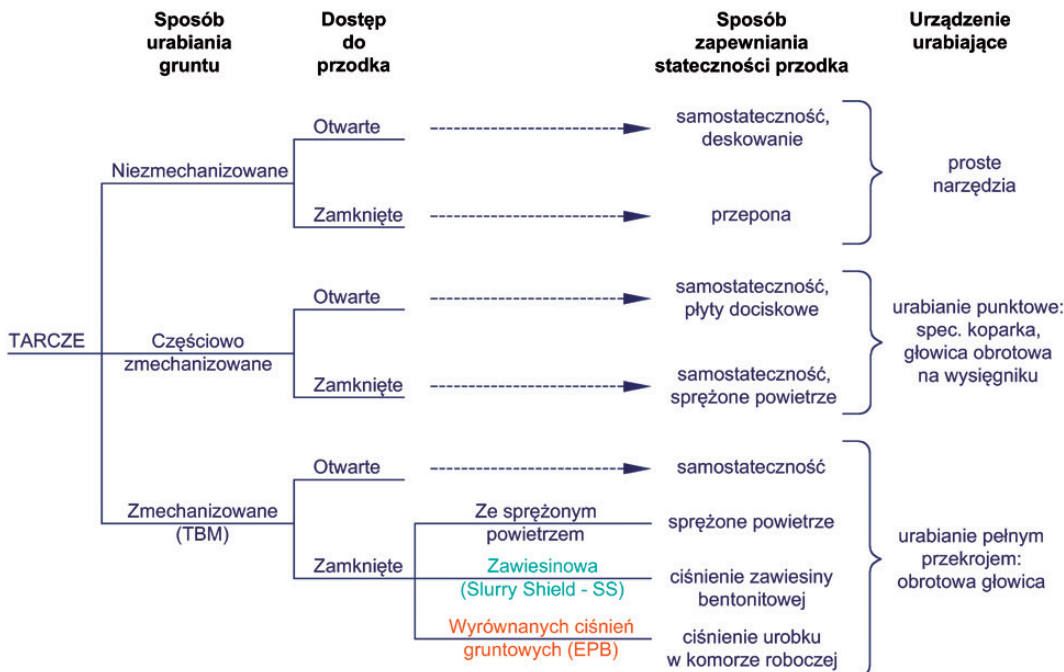 Sposób
urabiania
gruntu
Dostęp
do
przodka
Sposób
zapewniania
stateczności przodka
Urządzenie
urabiające
TARCZE
Niezmechanizowane
Otwarte
samostateczność,
deskowanie
Zamknięte
przepona
proste
narzędzia
Częściowo
zmechanizowane
Otwarte
samostateczność,
płyty dociskowe
Zamknięte
samostateczność,
sprężone powietrze
urabianie punktowe:
spec. koparka,
głowica obrotowa
na wysięgniku
Zmechanizowane
(TBM)
Otwarte
samostateczność
Zamknięte
Ze sprężonym
powietrzem
sprężone powietrze
Zawiesinowa
(Slurry Shield - SS)
ciśnienie zawiesiny
bentonitowej
Wyrównanych ciśnień
gruntowych (EPB)
ciśnienie urobku
w komorze roboczej
urabianie pełnym
przekrojem:
obrotowa głowica